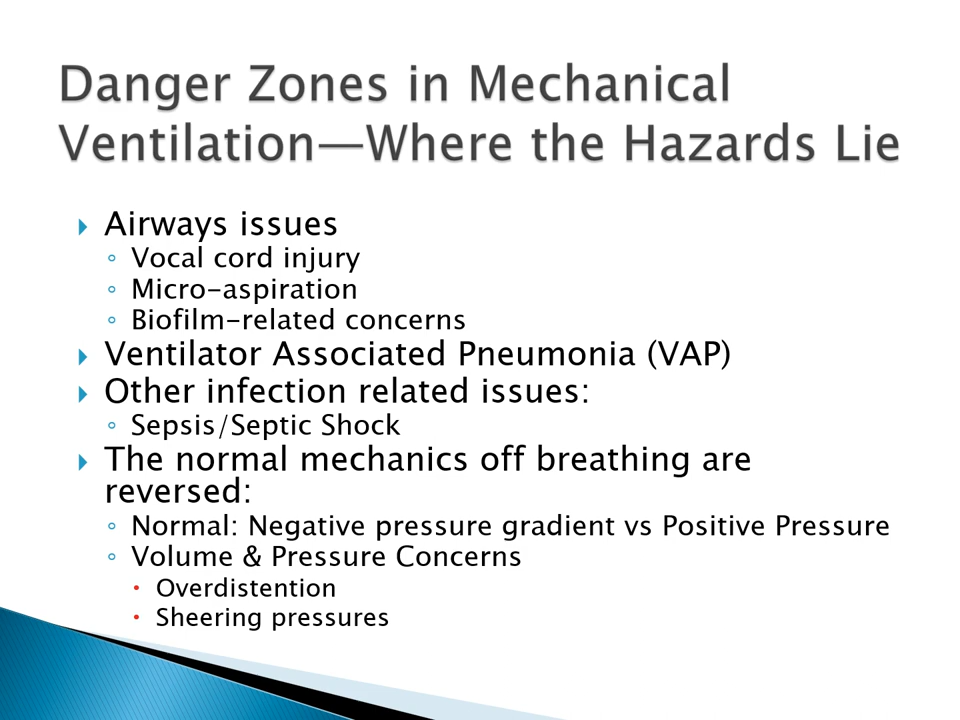 Danger Zones in Mechanical
Ventilation—Where the Hazards Lie
Airways issues
Vocal cord injury
Micro-aspiration
Biofilm-related concerns
Ventilator Associated Pneumonia (VAP)
Other infection related issues:
Sepsis/Septic Shock
The normal mechanics off breathing are
reversed:
Normal: Negative pressure gradient vs Positive Pressure
Volume & Pressure Concerns
Overdistention
Sheering pressures